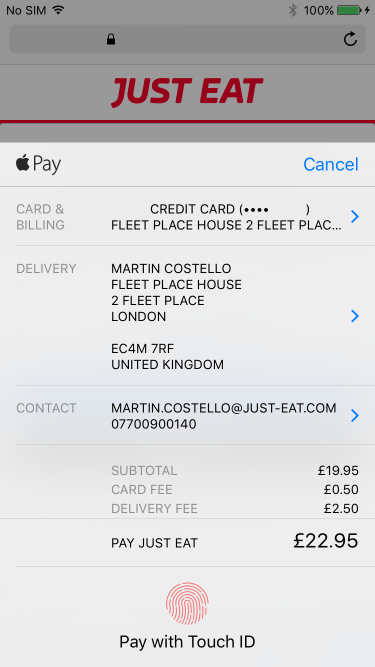 No SIM 100%
JUST EAT
Pay Cancel
CARD & BILLING CREDIT CARD (•••• )
FLEET PLACE HOUSE 2 FLEET PLAC...
DELIVERY MARTIN COSTELLO
FLEET PLACE HOUSE
2 FLEET PLACE
LONDON
EC4M 7RF
UNITED KINGDOM
CONTACT MARTIN.COSTELLO@JUST-EAT.COM
07700900140
SUBTOTAL £19.95
CARD FEE £0.50
DELIVERY FEE £2.50
PAY JUST EAT £22.95
Pay with Touch ID